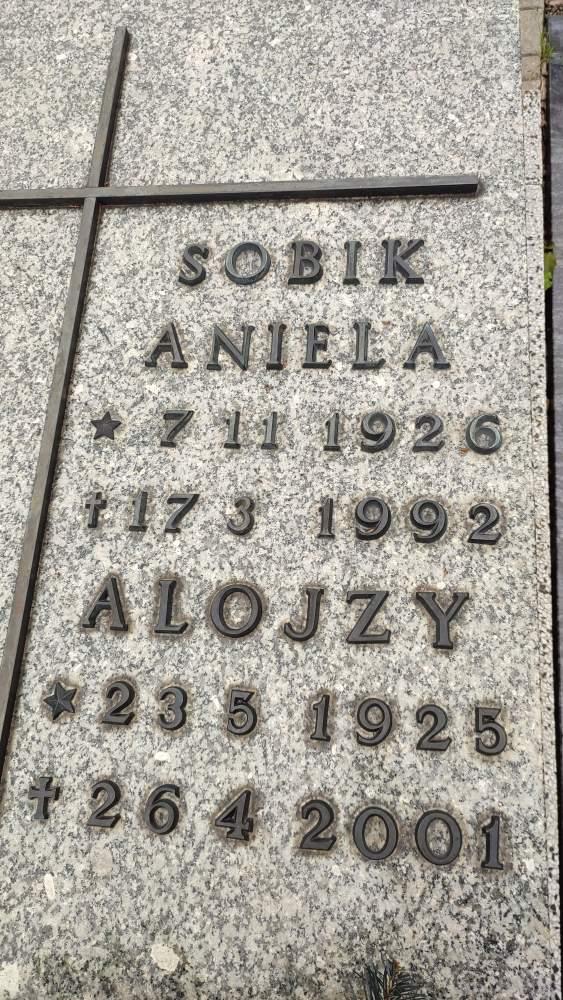 SOBIK
ANIELA
★ 7 11 1926
† 17 3 1992
ALOJZY
★ 23 5 1925
† 26 4 2001